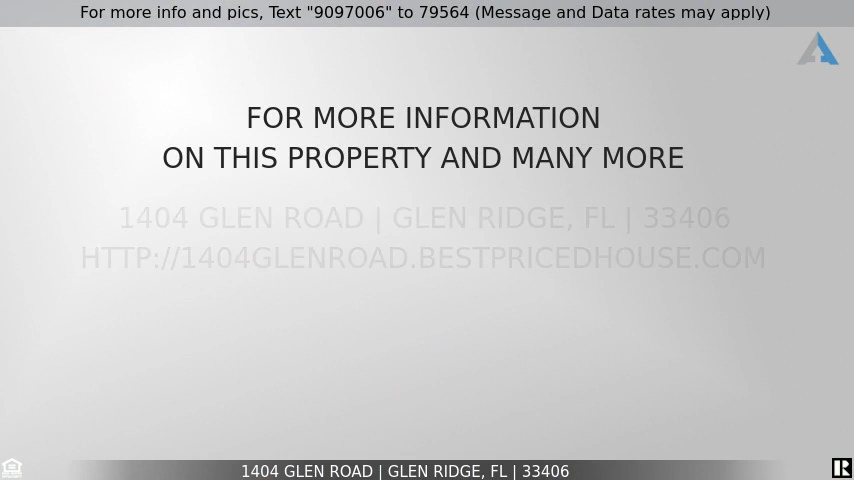 For more info and pics, Text "9097006" to 79564 (Message and Data rates may apply)
FOR MORE INFORMATION
ON THIS PROPERTY AND MANY MORE
1404 GLEN ROAD | GLEN RIDGE, FL | 33406
HTTP://1404GLENROAD.BESTPRICEDHOUSE.COM
1404 GLEN ROAD | GLEN RIDGE, FL | 33406